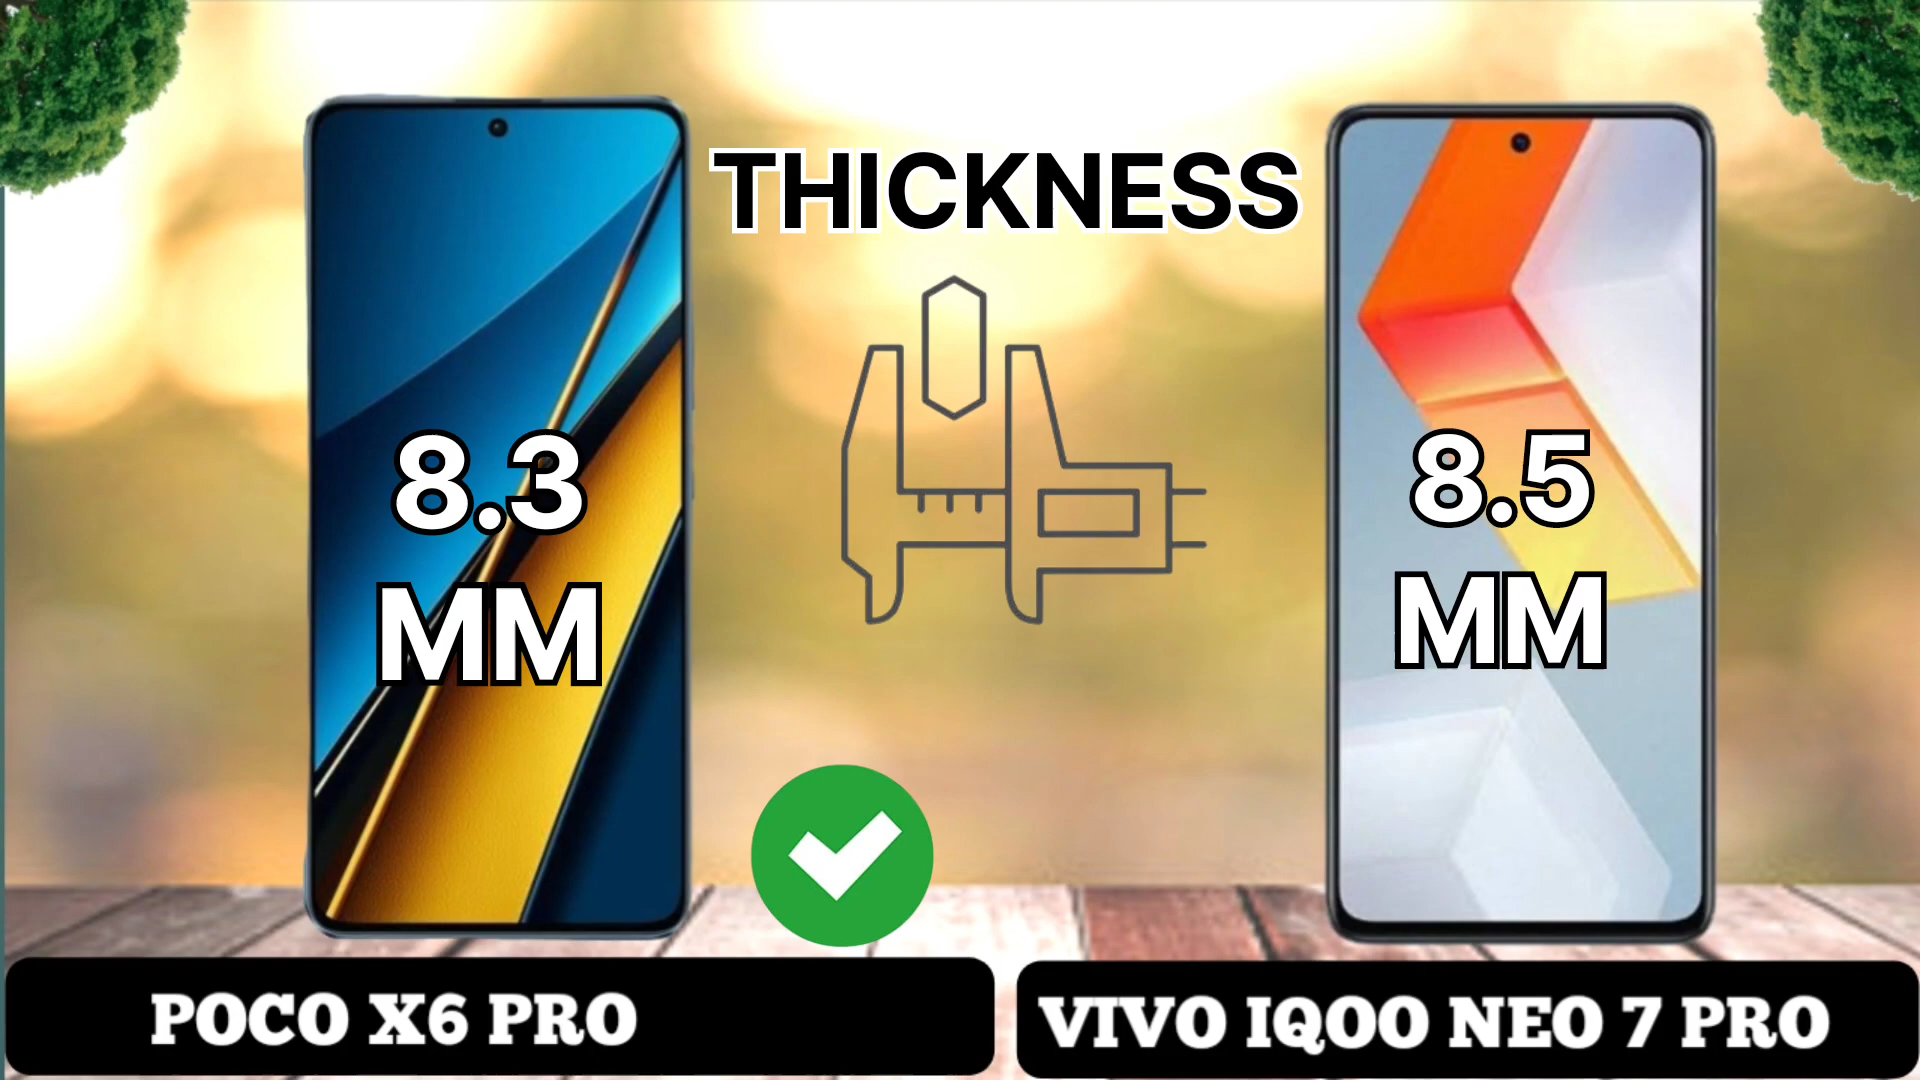 THICKNESS
8.3
MM
8.5
MM
POCO X6 PRO
VIVO IQOO NEO 7 PRO